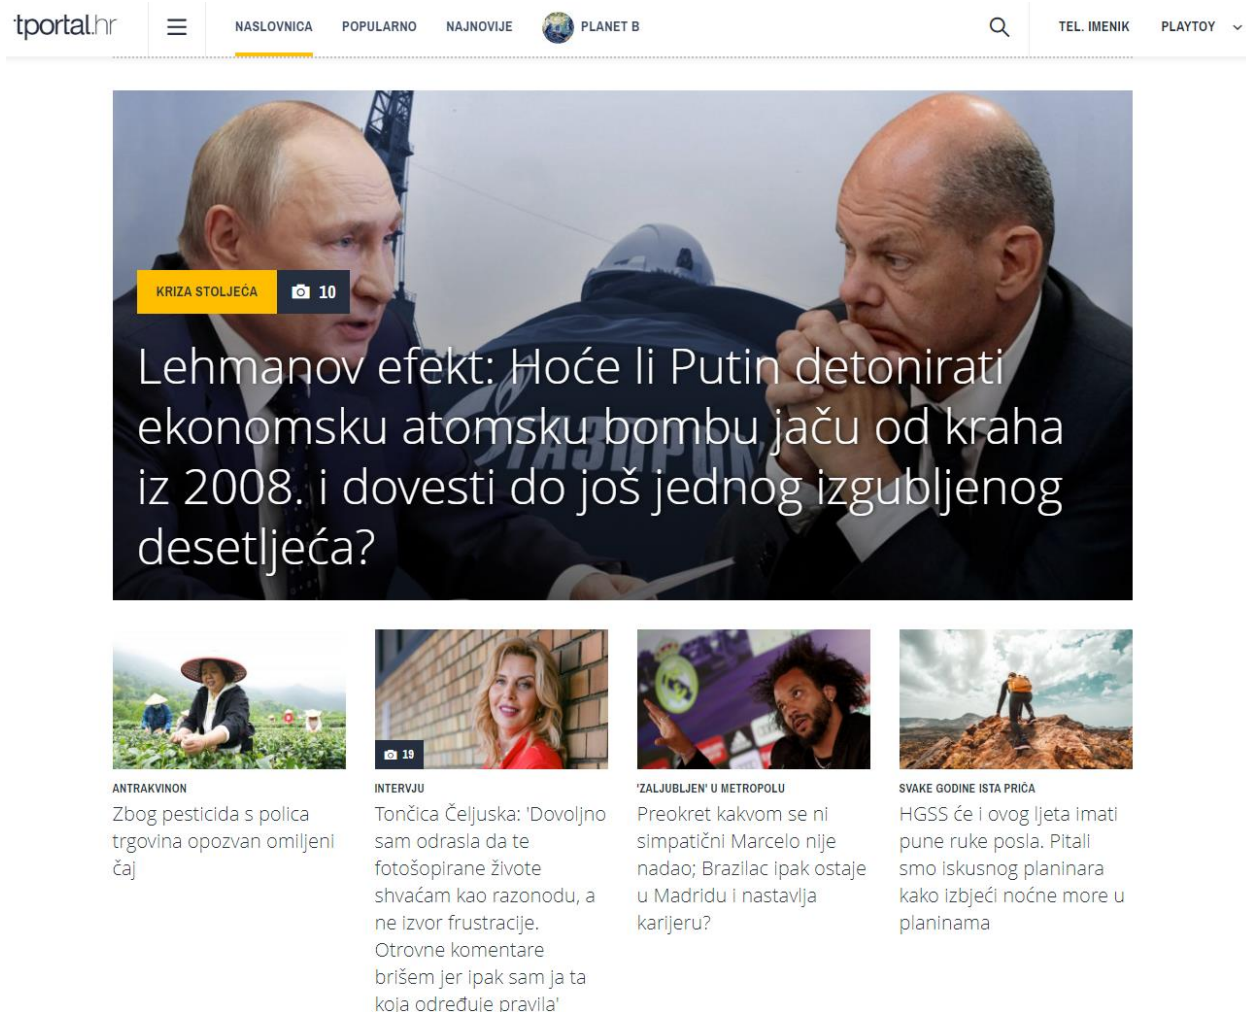 tportal.hr
NASLOVNICA POPULARNO NAJNOVIJE PLANET B TEL. IMENIK PLAYTOY
KRIZA STOLJEĆA 10
Lehmanov efekt: Hoće li Putin detonirati
ekonomsku atomsku bombu jaču od kraha
iz 2008. i dovesti do još jednog izgubljenog
desetljeća?
ГАЗПРОМ
ANTRAKVINON
Zbog pesticida s polica
trgovina opozvan omiljeni
čaj
19
INTERVJU
Tončica Čeljuska: 'Dovoljno
sam odrasla da te
fotošopirane živote
shvaćam kao razonodu, a
ne izvor frustracije.
Otrovne komentare
brišem jer ipak sam ja ta
koja određuje pravila'
'ZALJUBLJEN' U METROPOLU
Preokret kakvom se ni
simpatični Marcelo nije
nadao; Brazilac ipak ostaje
u Madridu i nastavlja
karijeru?
SVAKE GODINE ISTA PRIČA
HGSS će i ovog ljeta imati
pune ruke posla. Pitali
smo iskusnog planinara
kako izbjeći noćne more u
planinama